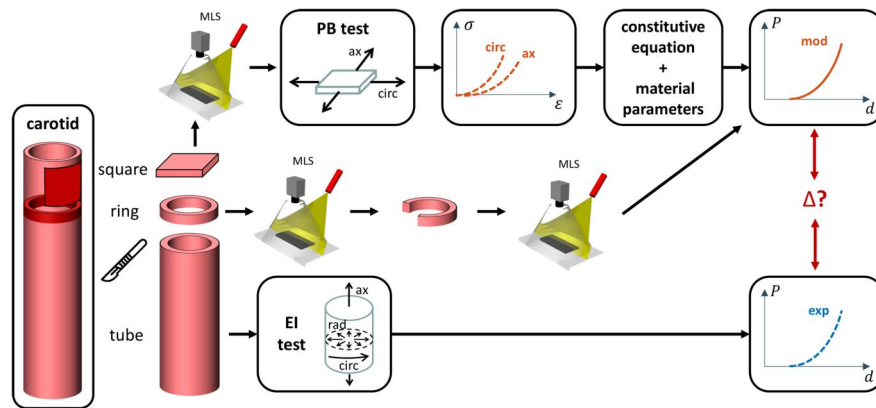 MLS
PB test
ax
circ
σ
circ
ax
ε
constitutive
equation
+
material
parameters
P
mod
d
carotid
square
ring
tube
MLS
MLS
Δ?
EI
test
ax
rad
circ
P
exp
d